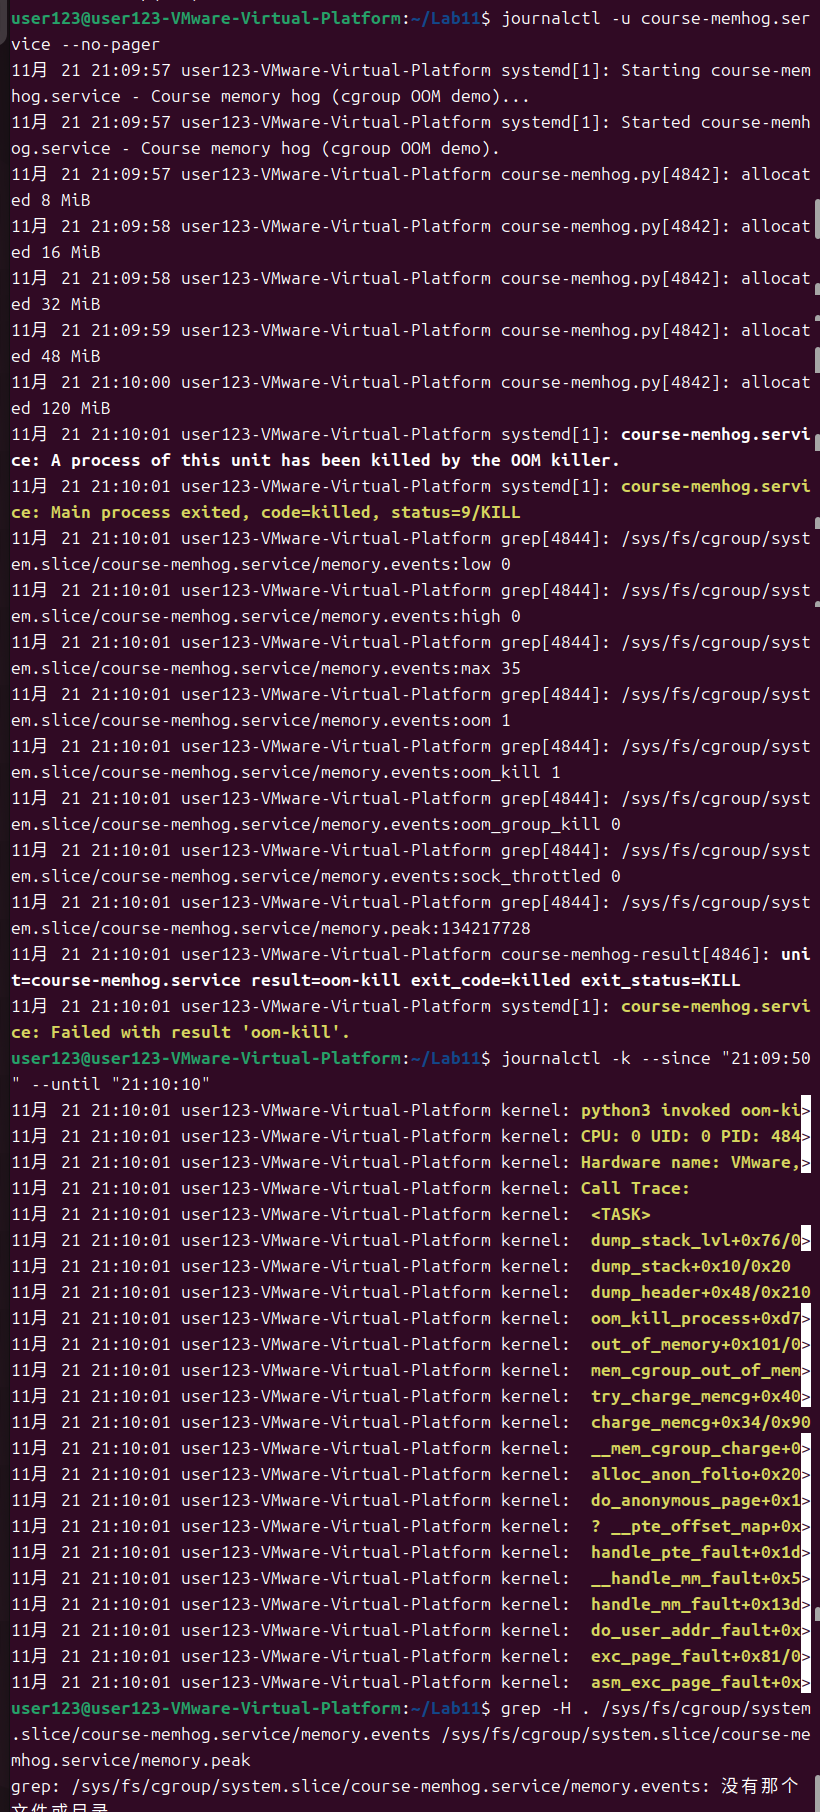 user123@user123-VMware-Virtual-Platform:~/Lab11$ journalctl -u course-memhog.ser
vice --no-pager
11月 21 21:09:57 user123-VMware-Virtual-Platform systemd[1]: Starting course-mem
hog.service - Course memory hog (cgroup OOM demo)...
11月 21 21:09:57 user123-VMware-Virtual-Platform systemd[1]: Started course-memh
og.service - Course memory hog (cgroup OOM demo).
11月 21 21:09:57 user123-VMware-Virtual-Platform course-memhog.py[4842]: allocat
ed 8 MiB
11月 21 21:09:58 user123-VMware-Virtual-Platform course-memhog.py[4842]: allocat
ed 16 MiB
11月 21 21:09:58 user123-VMware-Virtual-Platform course-memhog.py[4842]: allocat
ed 32 MiB
11月 21 21:09:59 user123-VMware-Virtual-Platform course-memhog.py[4842]: allocat
ed 48 MiB
11月 21 21:10:00 user123-VMware-Virtual-Platform course-memhog.py[4842]: allocat
ed 120 MiB
11月 21 21:10:01 user123-VMware-Virtual-Platform systemd[1]: course-memhog.servi
ce: A process of this unit has been killed by the OOM killer.
11月 21 21:10:01 user123-VMware-Virtual-Platform systemd[1]: course-memhog.servi
ce: Main process exited, code=killed, status=9/KILL
11月 21 21:10:01 user123-VMware-Virtual-Platform grep[4844]: /sys/fs/cgroup/syst
em.slice/course-memhog.service/memory.events:low 0
11月 21 21:10:01 user123-VMware-Virtual-Platform grep[4844]: /sys/fs/cgroup/syst
em.slice/course-memhog.service/memory.events:high 0
11月 21 21:10:01 user123-VMware-Virtual-Platform grep[4844]: /sys/fs/cgroup/syst
em.slice/course-memhog.service/memory.events:max 35
11月 21 21:10:01 user123-VMware-Virtual-Platform grep[4844]: /sys/fs/cgroup/syst
em.slice/course-memhog.service/memory.events:oom 1
11月 21 21:10:01 user123-VMware-Virtual-Platform grep[4844]: /sys/fs/cgroup/syst
em.slice/course-memhog.service/memory.events:oom_kill 1
11月 21 21:10:01 user123-VMware-Virtual-Platform grep[4844]: /sys/fs/cgroup/syst
em.slice/course-memhog.service/memory.events:oom_group_kill 0
11月 21 21:10:01 user123-VMware-Virtual-Platform grep[4844]: /sys/fs/cgroup/syst
em.slice/course-memhog.service/memory.events:sock_throttled 0
11月 21 21:10:01 user123-VMware-Virtual-Platform grep[4844]: /sys/fs/cgroup/syst
em.slice/course-memhog.service/memory.peak:134217728
11月 21 21:10:01 user123-VMware-Virtual-Platform course-memhog-result[4846]: uni
t=course-memhog.service result=oom-kill exit_code=killed exit_status=KILL
11月 21 21:10:01 user123-VMware-Virtual-Platform systemd[1]: course-memhog.servi
ce: Failed with result 'oom-kill'.
user123@user123-VMware-Virtual-Platform:~/Lab11$ journalctl -k --since "21:09:50
" --until "21:10:10"
11月 21 21:10:01 user123-VMware-Virtual-Platform kernel: python3 invoked oom-ki>
11月 21 21:10:01 user123-VMware-Virtual-Platform kernel: CPU: 0 UID: 0 PID: 484>
11月 21 21:10:01 user123-VMware-Virtual-Platform kernel: Hardware name: VMware,>
11月 21 21:10:01 user123-VMware-Virtual-Platform kernel: Call Trace:
11月 21 21:10:01 user123-VMware-Virtual-Platform kernel:  <TASK>
11月 21 21:10:01 user123-VMware-Virtual-Platform kernel:  dump_stack_lvl+0x76/0>
11月 21 21:10:01 user123-VMware-Virtual-Platform kernel:  dump_stack+0x10/0x20
11月 21 21:10:01 user123-VMware-Virtual-Platform kernel:  dump_header+0x48/0x210
11月 21 21:10:01 user123-VMware-Virtual-Platform kernel:  oom_kill_process+0xd7>
11月 21 21:10:01 user123-VMware-Virtual-Platform kernel:  out_of_memory+0x101/0>
11月 21 21:10:01 user123-VMware-Virtual-Platform kernel:  mem_cgroup_out_of_mem>
11月 21 21:10:01 user123-VMware-Virtual-Platform kernel:  try_charge_memcg+0x40>
11月 21 21:10:01 user123-VMware-Virtual-Platform kernel:  charge_memcg+0x34/0x90
11月 21 21:10:01 user123-VMware-Virtual-Platform kernel:  __mem_cgroup_charge+0>
11月 21 21:10:01 user123-VMware-Virtual-Platform kernel:  alloc_anon_folio+0x20>
11月 21 21:10:01 user123-VMware-Virtual-Platform kernel:  do_anonymous_page+0x1>
11月 21 21:10:01 user123-VMware-Virtual-Platform kernel:  ? __pte_offset_map+0x>
11月 21 21:10:01 user123-VMware-Virtual-Platform kernel:  handle_pte_fault+0x1d>
11月 21 21:10:01 user123-VMware-Virtual-Platform kernel:  __handle_mm_fault+0x5>
11月 21 21:10:01 user123-VMware-Virtual-Platform kernel:  handle_mm_fault+0x13d>
11月 21 21:10:01 user123-VMware-Virtual-Platform kernel:  do_user_addr_fault+0x>
11月 21 21:10:01 user123-VMware-Virtual-Platform kernel:  exc_page_fault+0x81/0>
11月 21 21:10:01 user123-VMware-Virtual-Platform kernel:  asm_exc_page_fault+0x>
user123@user123-VMware-Virtual-Platform:~/Lab11$ grep -H . /sys/fs/cgroup/system
.slice/course-memhog.service/memory.events /sys/fs/cgroup/system.slice/course-me
mhog.service/memory.peak
grep: /sys/fs/cgroup/system.slice/course-memhog.service/memory.events: 没有那个
文件或目录